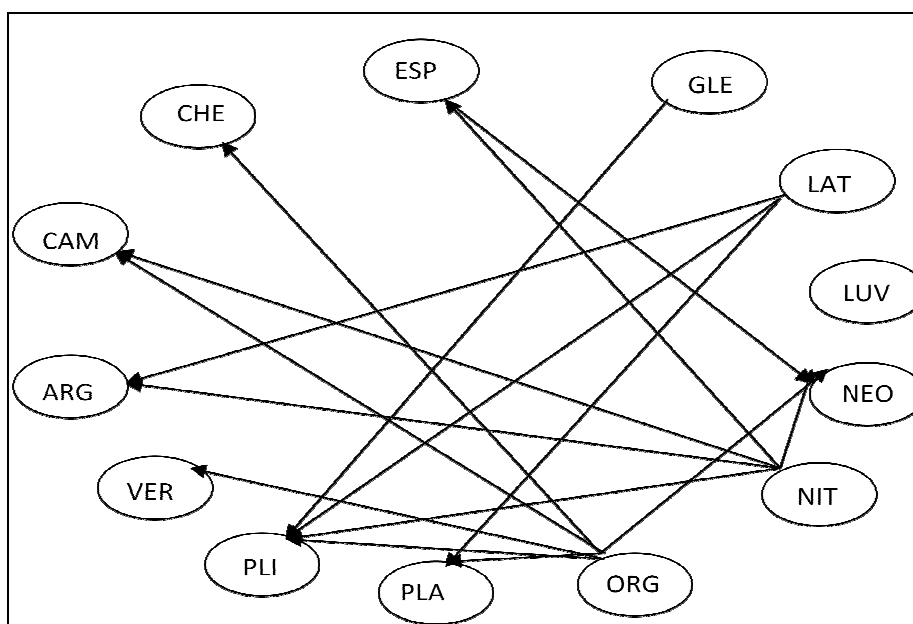 ESP
GLE
CHE
LAT
CAM
LUV
ARG
NEO
VER
NIT
PLI
PLA
ORG